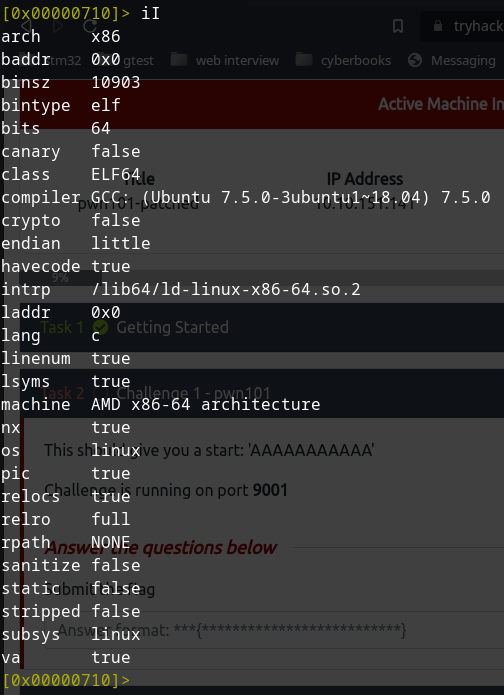 [0x00000710]> iI
arch     x86
baddr    0x0
binsz    10903
bintype  elf
bits     64
canary   false
class    ELF64
compiler GCC: (Ubuntu 7.5.0-3ubuntu1~18.04) 7.5.0
crypto   false
endian   little
havecode true
intrp    /lib64/ld-linux-x86-64.so.2
laddr    0x0
lang     c
linenum  true
lsyms    true
machine  AMD x86-64 architecture
nx       true
os       linux
pic      true
relocs   true
relro    full
rpath    NONE
sanitize false
static   false
stripped false
subsys   linux
va       true
[0x00000710]>
tryhack
gtest web interview cyberbooks Messaging
Active Machine In
Title IP Address
pwn101-patched
9%
Task 1 Getting Started
Task 2 Challenge 1 - pwn101
This should give you a start: 'AAAAAAAAAAA'
Challenge is running on port 9001
Answer the questions below
Submit the flag
Answer format: ***{**************************}